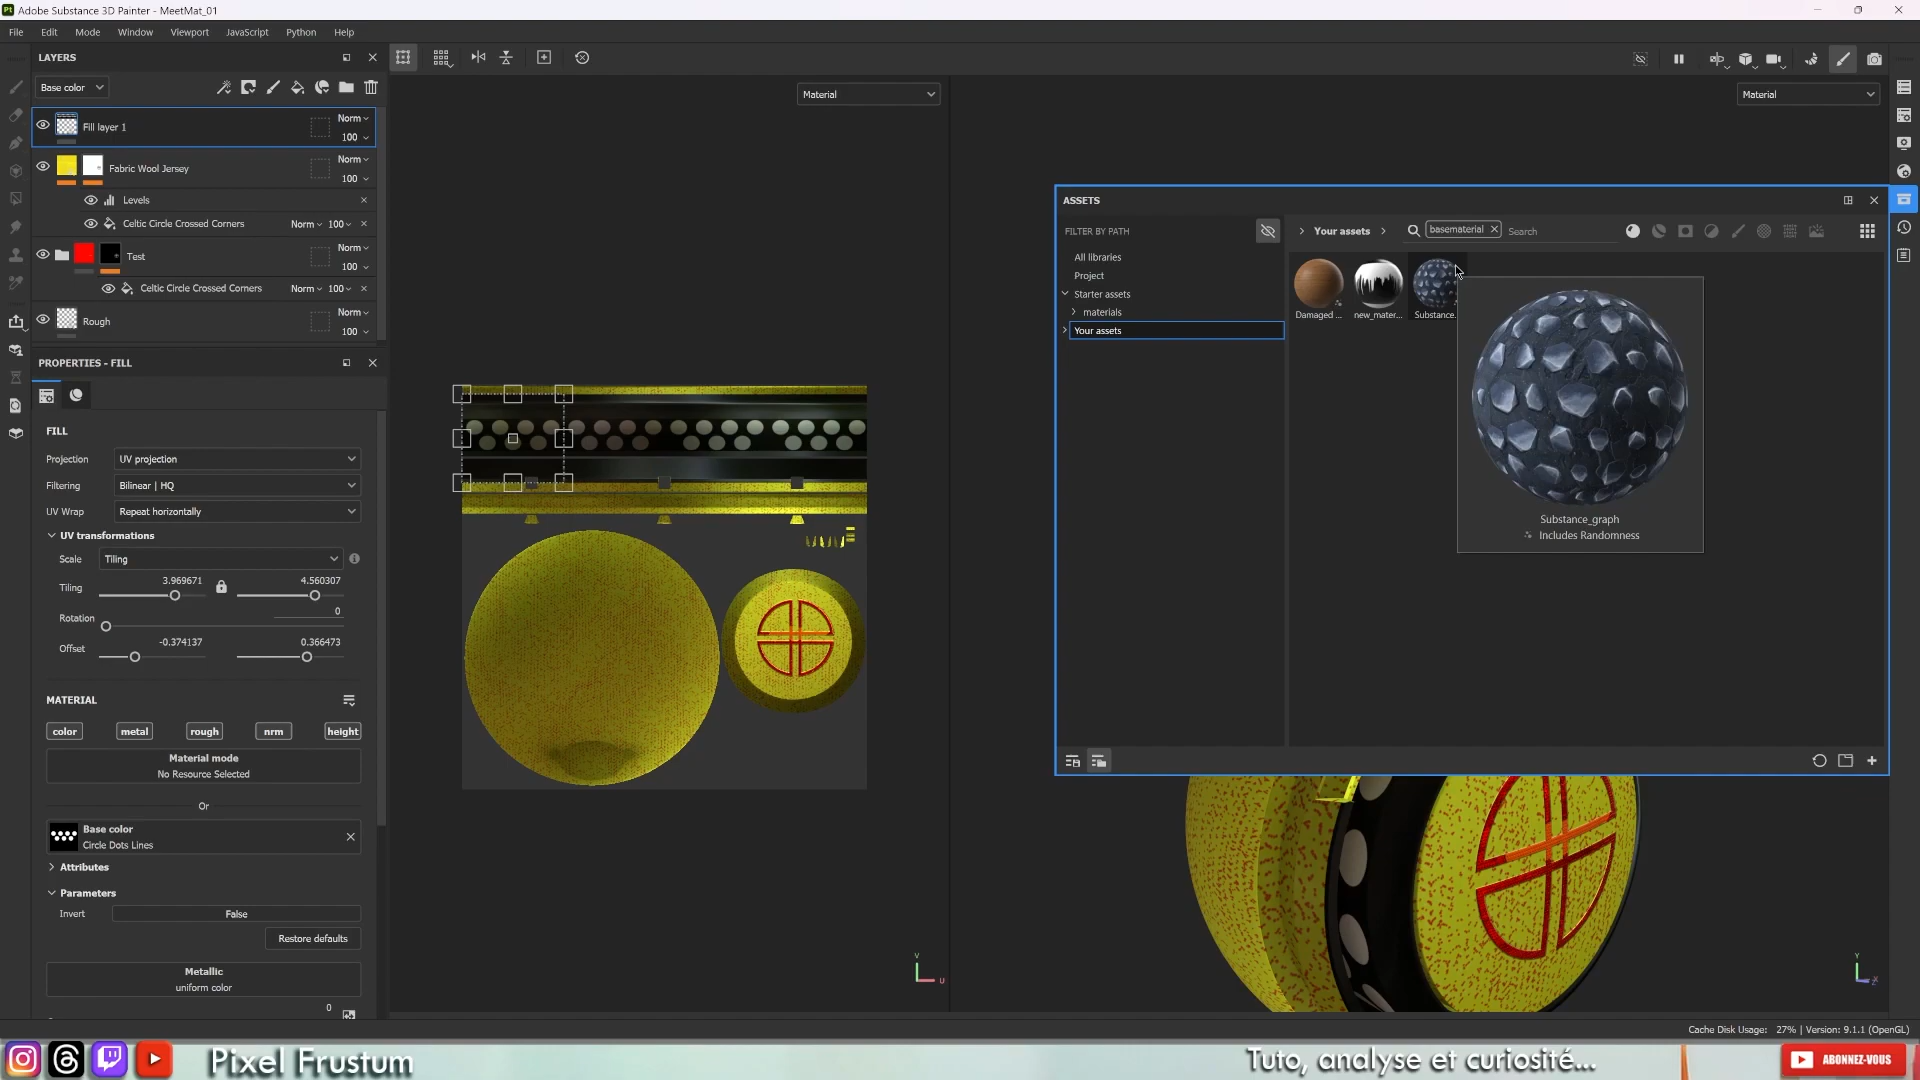 Pt Adobe Substance 3D Painter - MeetMat_01
File Edit Mode Window Viewport JavaScript Python Help
LAYERS
Base color
Fill layer 1 Norm 100
Fabric Wool Jersey Norm 100
Levels
Celtic Circle Crossed Corners Norm 100
Test Norm 100
Celtic Circle Crossed Corners Norm 100
Rough Norm 100
PROPERTIES - FILL
FILL
Projection UV projection
Filtering Bilinear | HQ
UV Wrap Repeat horizontally
UV transformations
Scale Tiling
Tiling 3.969671 4.560307
Rotation 0
Offset -0.374137 0.366473
MATERIAL
color metal rough nrm height
Material mode
No Resource Selected
Or
Base color
Circle Dots Lines
Attributes
Parameters
Invert False
Restore defaults
Metallic
uniform color
0
Material
Material
V
U
Y
Z
ASSETS
FILTER BY PATH
All libraries
Project
Starter assets
materials
Your assets
Your assets
basematerial
Search
Damaged ...
new_mater...
Substance.
Substance_graph
Includes Randomness
Cache Disk Usage: 27% | Version: 9.1.1 (OpenGL)
Pixel Frustum
Tuto, analyse et curiosité...
ABONNEZ-VOUS